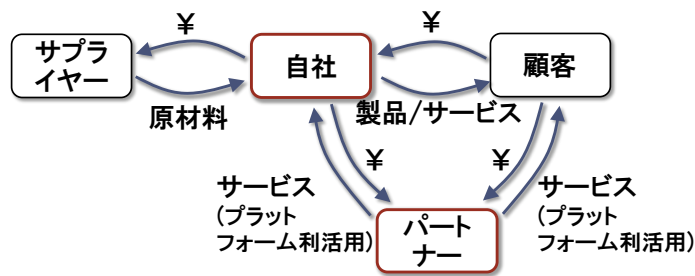 ¥
¥
サプラ
イヤー
自社
顧客
原材料
製品/サービス
¥
¥
サービス
(プラット
フォーム利活用)
パート
ナー
サービス
(プラット
フォーム利活用)